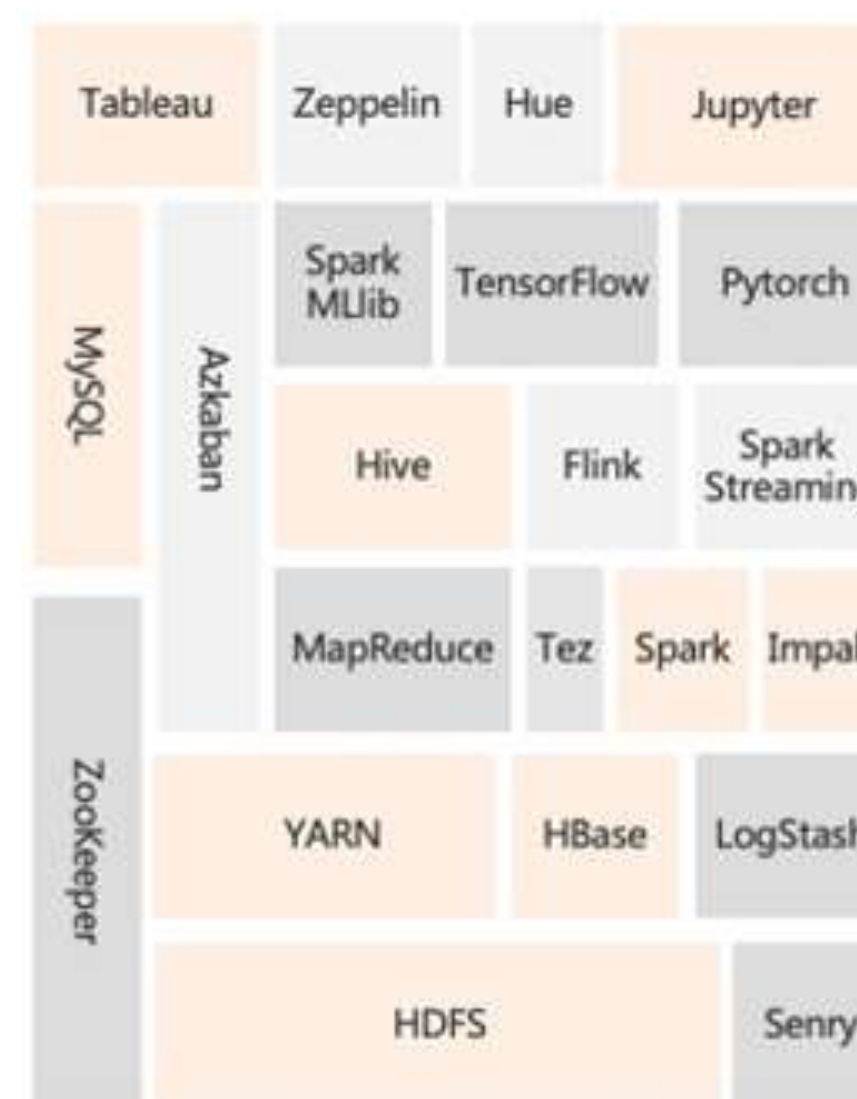 Tableau
Zeppelin
Hue
Jupyter
MySQL
Azkaban
Spark
MLlib
TensorFlow
Pytorch
Hive
Flink
Spark
Streamin
MapReduce
Tez
Spark
Impal
ZooKeeper
YARN
HBase
LogStash
HDFS
Senry